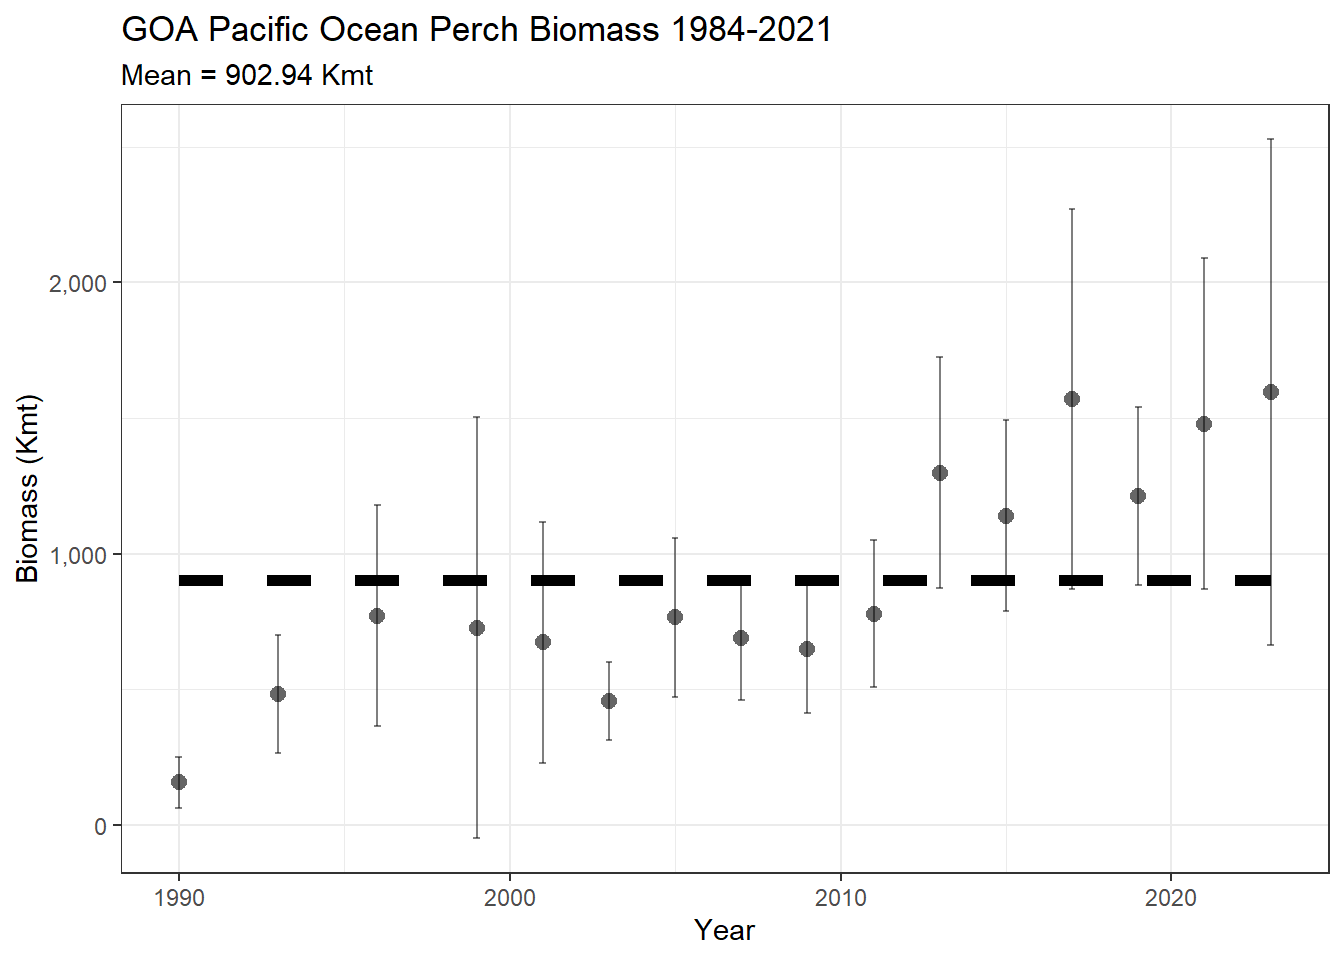 GOA Pacific Ocean Perch Biomass 1984-2021
Mean = 902.94 Kmt
Biomass (Kmt)
2,000
1,000
0
1990 2000 2010 2020
Year